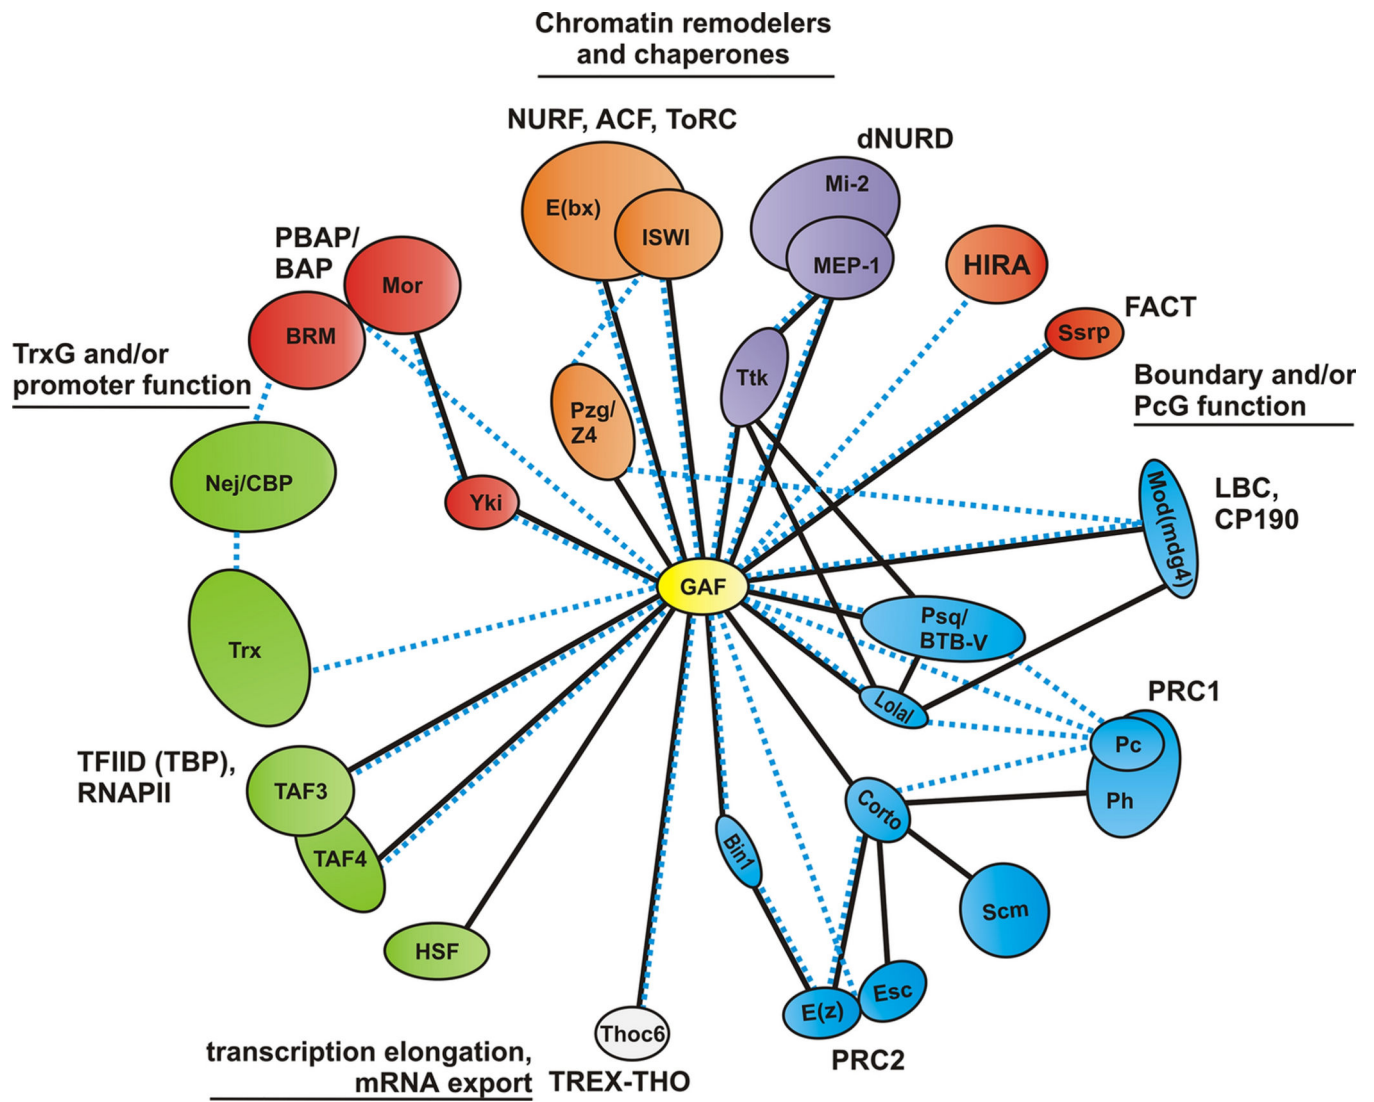 Chromatin remodelers
and chaperones
NURF, ACF, ToRC
dNURD
E(bx)
ISWI
Mi-2
MEP-1
HIRA
PBAP/
BAP
Mor
BRM
FACT
Ssrp
TrxG and/or
promoter function
Boundary and/or
PcG function
Ttk
Pzg/
Z4
Nej/CBP
Yki
Mod(mdg4)
LBC,
CP190
GAF
Psq/
BTB-V
Trx
Lolal
PRC1
Pc
Ph
TFIID (TBP),
RNAPII
TAF3
TAF4
Corto
Bin1
Scm
HSF
Esc
E(z)
PRC2
Thoc6
TREX-THO
transcription elongation,
mRNA export